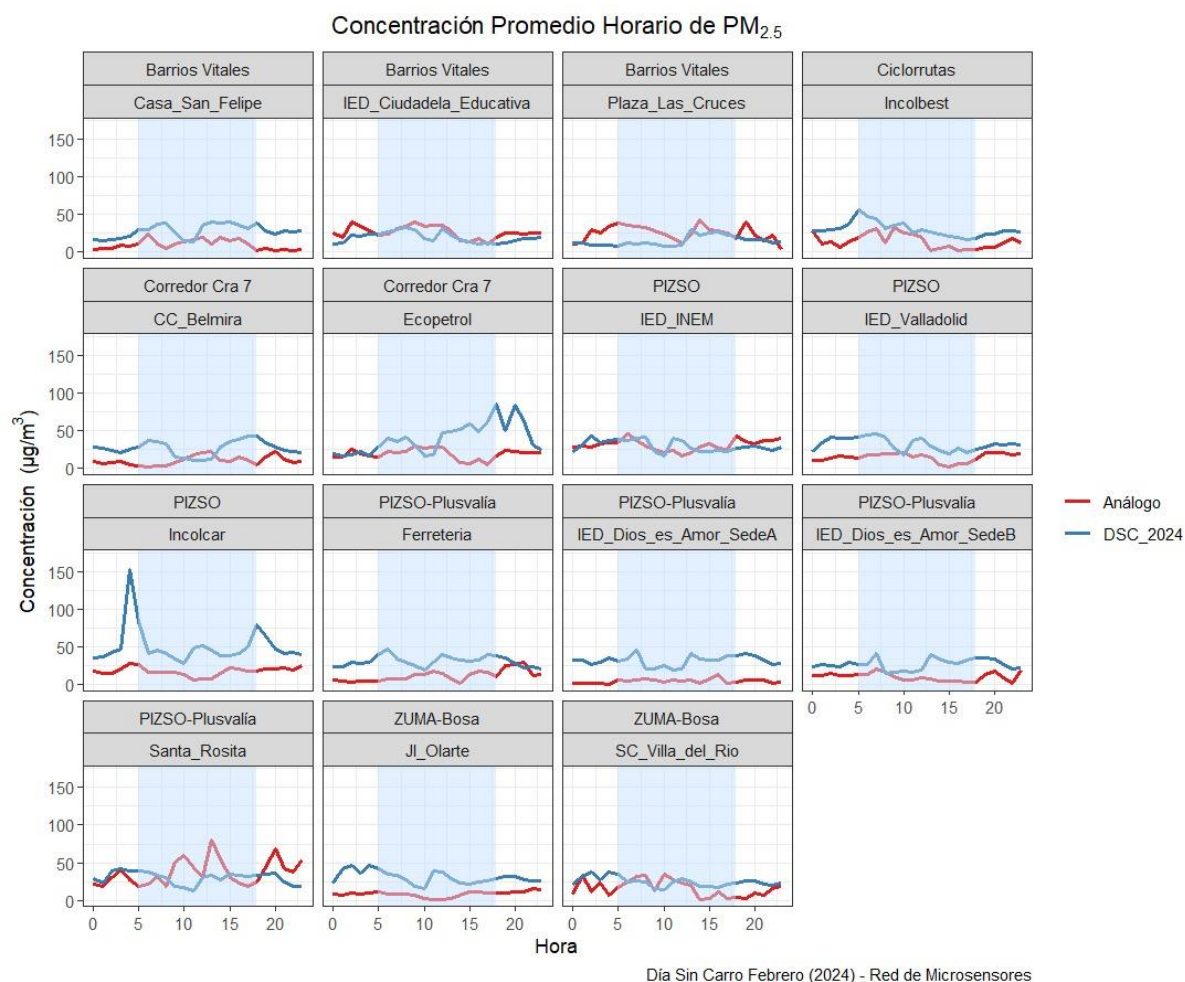 Concentración Promedio Horario de PM2.5
Barrios Vitales
Casa_San_Felipe
Barrios Vitales
IED_Ciudadela_Educativa
Barrios Vitales
Plaza_Las_Cruces
Ciclorrutas
Incolbest
150
100
50
0
Corredor Cra 7
CC_Belmira
Corredor Cra 7
Ecopetrol
PIZSO
IED_INEM
PIZSO
IED_Valladolid
150
100
50
0
PIZSO
Incolcar
PIZSO-Plusvalía
Ferreteria
PIZSO-Plusvalía
IED_Dios_es_Amor_SedeA
PIZSO-Plusvalía
IED_Dios_es_Amor_SedeB
150
100
50
0
0 5 10 15 20
PIZSO-Plusvalía
Santa_Rosita
ZUMA-Bosa
JI_Olarte
ZUMA-Bosa
SC_Villa_del_Rio
150
100
50
0
0 5 10 15 20
0 5 10 15 20
0 5 10 15 20
Concentración (µg/m³)
Hora
Análogo
DSC_2024
Día Sin Carro Febrero (2024) - Red de Microsensores